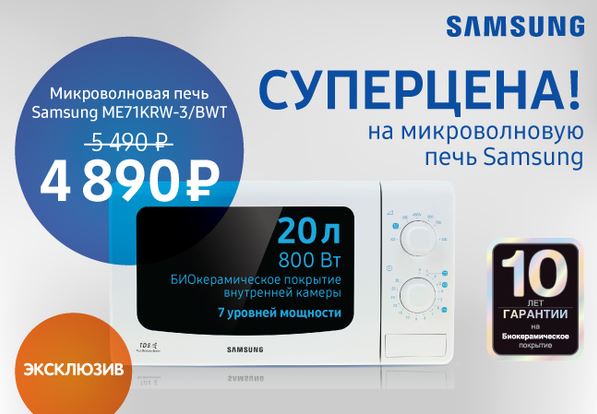 SAMSUNG
Микроволновая печь
Samsung ME71KRW-3/BWT
5 490 ₽
4 890 ₽
СУПЕРЦЕНА!
на микроволновую
печь Samsung
20 л
800 Вт
БИОкерамическое покрытие
внутренней камеры
7 уровней мощности
TDS
SAMSUNG
10
ЛЕТ
ГАРАНТИИ
на
Биокерамическое
покрытие
ЭКСКЛЮЗИВ